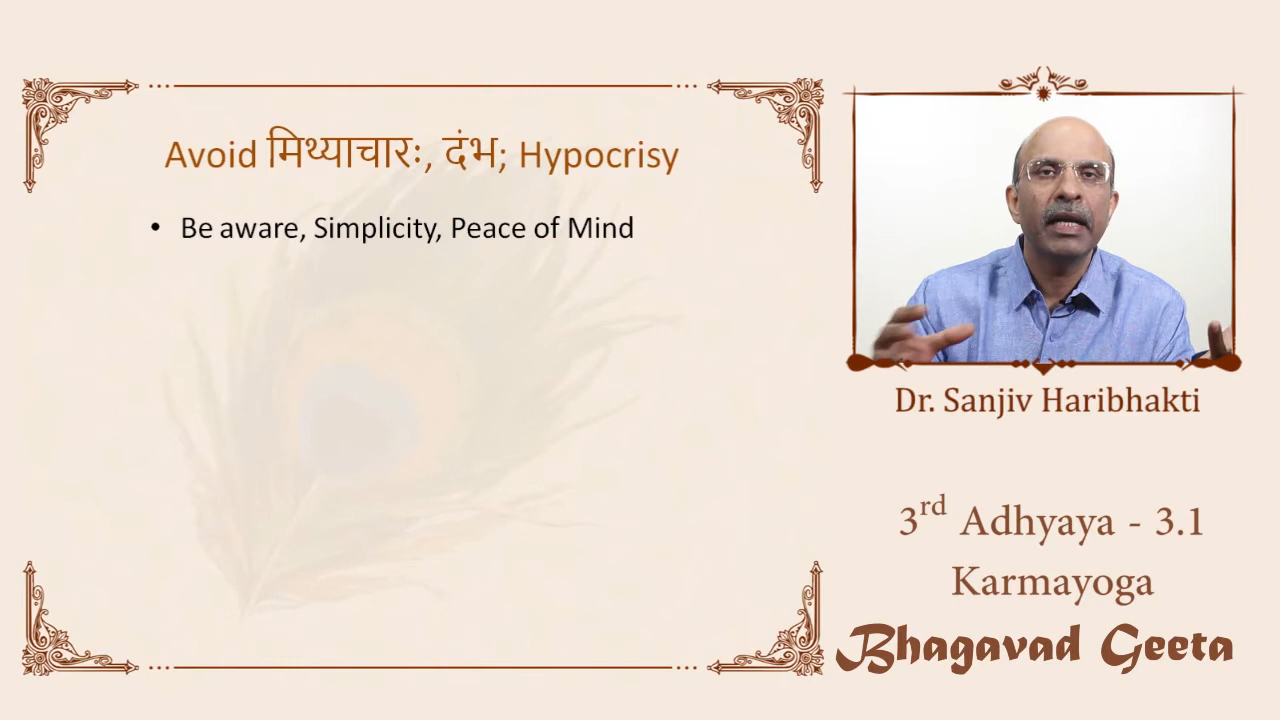 Avoid मिथ्याचारः, दंभ; Hypocrisy
• Be aware, Simplicity, Peace of Mind
Dr. Sanjiv Haribhakti
3rd Adhyaya - 3.1
Karmayoga
Bhagavad Geeta